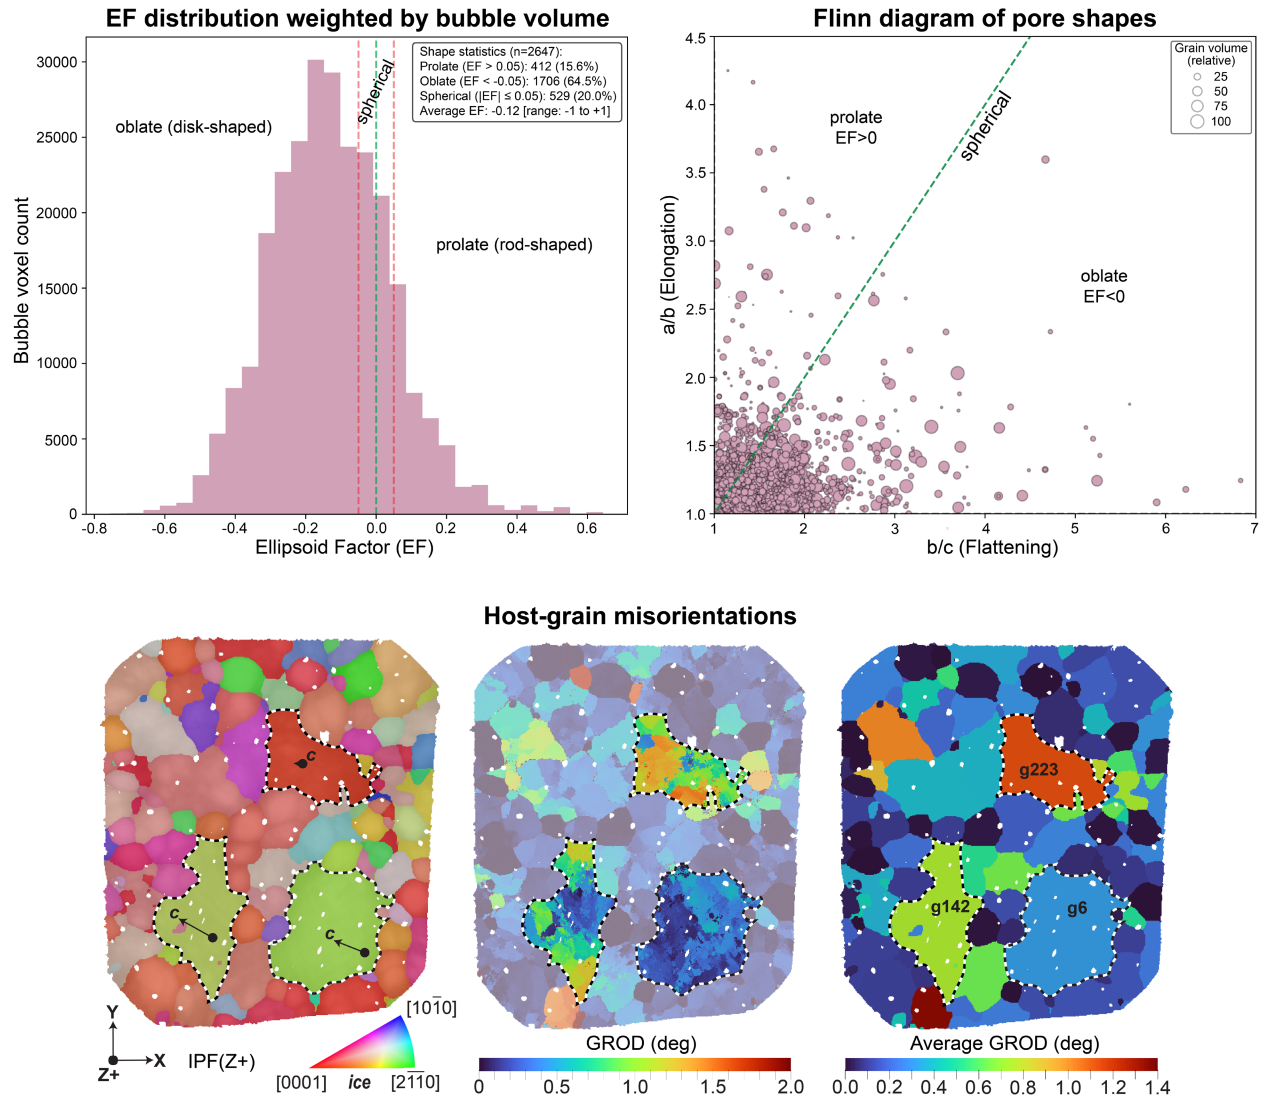 EF distribution weighted by bubble volume
Shape statistics (n=2647):
Prolate (EF > 0.05): 412 (15.6%)
Oblate (EF < -0.05): 1706 (64.5%)
Spherical (|EF| ≤ 0.05): 529 (20.0%)
Average EF: -0.12 [range: -1 to +1]
spherical
oblate (disk-shaped)
prolate (rod-shaped)
Bubble voxel count
30000
25000
20000
15000
10000
5000
0
-0.8 -0.6 -0.4 -0.2 0.0 0.2 0.4 0.6
Ellipsoid Factor (EF)
Flinn diagram of pore shapes
Grain volume
(relative)
25
50
75
100
prolate
EF>0
spherical
oblate
EF<0
a/b (Elongation)
4.5
4.0
3.5
3.0
2.5
2.0
1.5
1.0
1 2 3 4 5 6 7
b/c (Flattening)
Host-grain misorientations
c
c
c
g223
g142
g6
Y
X
Z+
IPF(Z+)
[101̅0]
[0001]
ice
[21̅1̅0]
GROD (deg)
0 0.5 1.0 1.5 2.0
Average GROD (deg)
0.0 0.2 0.4 0.6 0.8 1.0 1.2 1.4